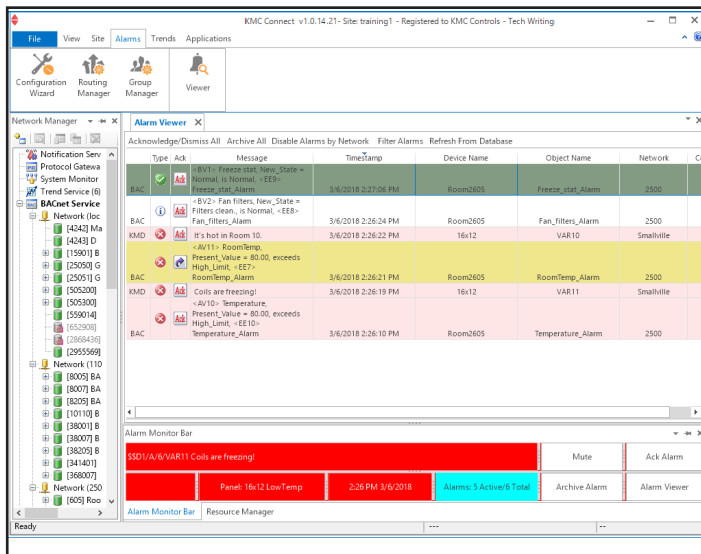 KMC Connect v1.0.14.21- Site: training1 - Registered to KMC Controls - Tech Writing
File View Site Alarms Trends Applications
Configuration Wizard
Routing Manager
Group Manager
Viewer
Network Manager
Notification Serv
Protocol Gatewa
System Monitor
Trend Service (6)
BACnet Service
Network (loc
[4242] Ma
[4243] D
[15901] B
[25050] G
[25051] G
[505200]
[505300]
[559014]
[652908]
[2868436]
[2955569]
Network (110
[8005] BA
[8007] BA
[8205] BA
[10110] B
[38001] B
[38007] B
[38205] B
[341401]
[368007]
Network (250
[605] Roo
Alarm Viewer
Acknowledge/Dismiss All Archive All Disable Alarms by Network Filter Alarms Refresh From Database
Type Ack Message Timestamp Device Name Object Name Network
<BV1> Freeze stat, New_State =
Normal, is Normal, <EE9>
BAC Ack Freeze_stat_Alarm 3/6/2018 2:27:06 PM Room2605 Freeze_stat_Alarm 2500
<BV2> Fan filters, New_State =
Filters clean., is Normal, <EE8>
BAC Ack Fan_filters_Alarm 3/6/2018 2:26:24 PM Room2605 Fan_filters_Alarm 2500
KMD Ack It's hot in Room 10. 3/6/2018 2:26:22 PM 16x12 VAR10 Smallville
<AV11> RoomTemp,
Present_Value = 80.00, exceeds
High_Limit, <EE7>
BAC RoomTemp_Alarm 3/6/2018 2:26:21 PM Room2605 RoomTemp_Alarm 2500
KMD Ack Coils are freezing! 3/6/2018 2:26:19 PM 16x12 VAR11 Smallville
<AV10> Temperature,
Present_Value = 80.00, exceeds
High_Limit, <EE10>
BAC Ack Temperature_Alarm 3/6/2018 2:26:10 PM Room2605 Temperature_Alarm 2500
Alarm Monitor Bar
$SD1/A/6/VAR11 Coils are freezing! Mute Ack Alarm
Panel: 16x12 LowTemp 2:26 PM 3/6/2018 Alarms: 5 Active/6 Total Archive Alarm Alarm Viewer
Alarm Monitor Bar Resource Manager
Ready --- --